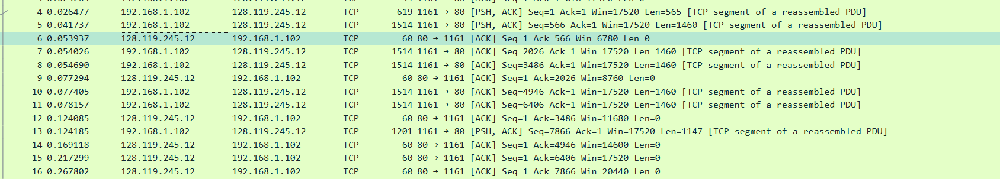 4 0.026477 192.168.1.102 128.119.245.12 TCP 619 1161 → 80 [PSH, ACK] Seq=1 Ack=1 Win=17520 Len=565 [TCP segment of a reassembled PDU]
5 0.041737 192.168.1.102 128.119.245.12 TCP 1514 1161 → 80 [PSH, ACK] Seq=566 Ack=1 Win=17520 Len=1460 [TCP segment of a reassembled PDU]
6 0.053937 128.119.245.12 192.168.1.102 TCP 60 80 → 1161 [ACK] Seq=1 Ack=566 Win=6780 Len=0
7 0.054026 192.168.1.102 128.119.245.12 TCP 1514 1161 → 80 [ACK] Seq=2026 Ack=1 Win=17520 Len=1460 [TCP segment of a reassembled PDU]
8 0.054690 192.168.1.102 128.119.245.12 TCP 1514 1161 → 80 [ACK] Seq=3486 Ack=1 Win=17520 Len=1460 [TCP segment of a reassembled PDU]
9 0.077294 128.119.245.12 192.168.1.102 TCP 60 80 → 1161 [ACK] Seq=1 Ack=2026 Win=8760 Len=0
10 0.077405 192.168.1.102 128.119.245.12 TCP 1514 1161 → 80 [ACK] Seq=4946 Ack=1 Win=17520 Len=1460 [TCP segment of a reassembled PDU]
11 0.078157 192.168.1.102 128.119.245.12 TCP 1514 1161 → 80 [ACK] Seq=6406 Ack=1 Win=17520 Len=1460 [TCP segment of a reassembled PDU]
12 0.124085 128.119.245.12 192.168.1.102 TCP 60 80 → 1161 [ACK] Seq=1 Ack=3486 Win=11680 Len=0
13 0.124185 192.168.1.102 128.119.245.12 TCP 1201 1161 → 80 [PSH, ACK] Seq=7866 Ack=1 Win=17520 Len=1147 [TCP segment of a reassembled PDU]
14 0.169118 128.119.245.12 192.168.1.102 TCP 60 80 → 1161 [ACK] Seq=1 Ack=4946 Win=14600 Len=0
15 0.217299 128.119.245.12 192.168.1.102 TCP 60 80 → 1161 [ACK] Seq=1 Ack=6406 Win=17520 Len=0
16 0.267802 128.119.245.12 192.168.1.102 TCP 60 80 → 1161 [ACK] Seq=1 Ack=7866 Win=20440 Len=0